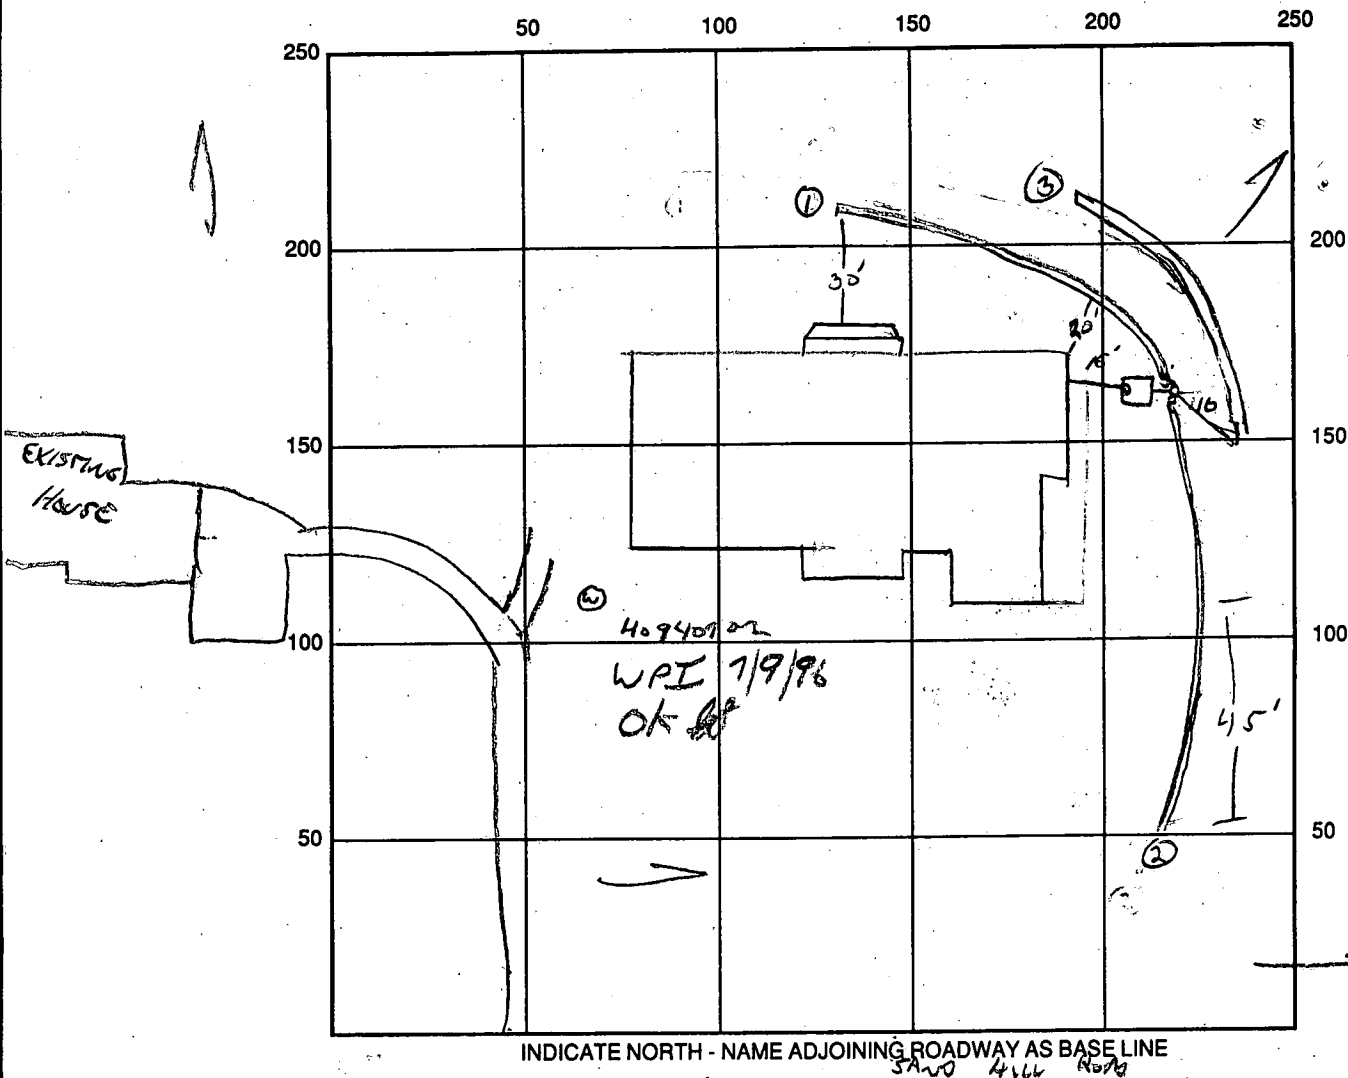 50 100 150 200 250
250
③
①
200 200
30'
20'
15'
40
150 150
EXISTING
HOUSE
Ⓦ
100 100
WPI 7/9/96
OK
45'
50 50
②
INDICATE NORTH - NAME ADJOINING ROADWAY AS BASE LINE
SAND HILL ROAD